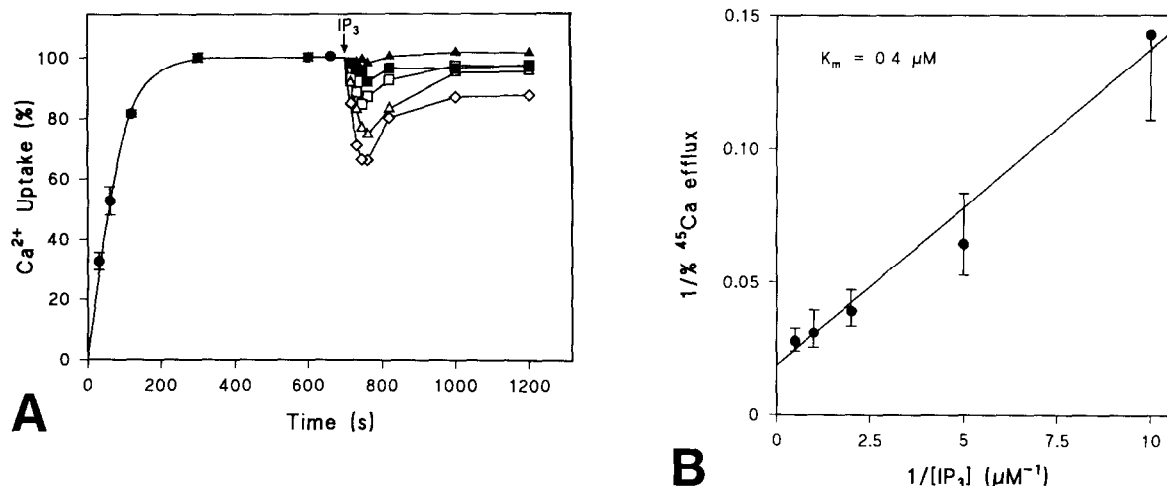 IP₃
100
80
60
40
20
0
Ca²⁺ Uptake (%)
0 200 400 600 800 1000 1200
Time (s)
A
0.15
0.10
0.05
0
1/% ⁴⁵Ca efflux
Kₘ = 0 4 μM
0 2.5 5 7.5 10
1/[IP₃] (μM⁻¹)
B